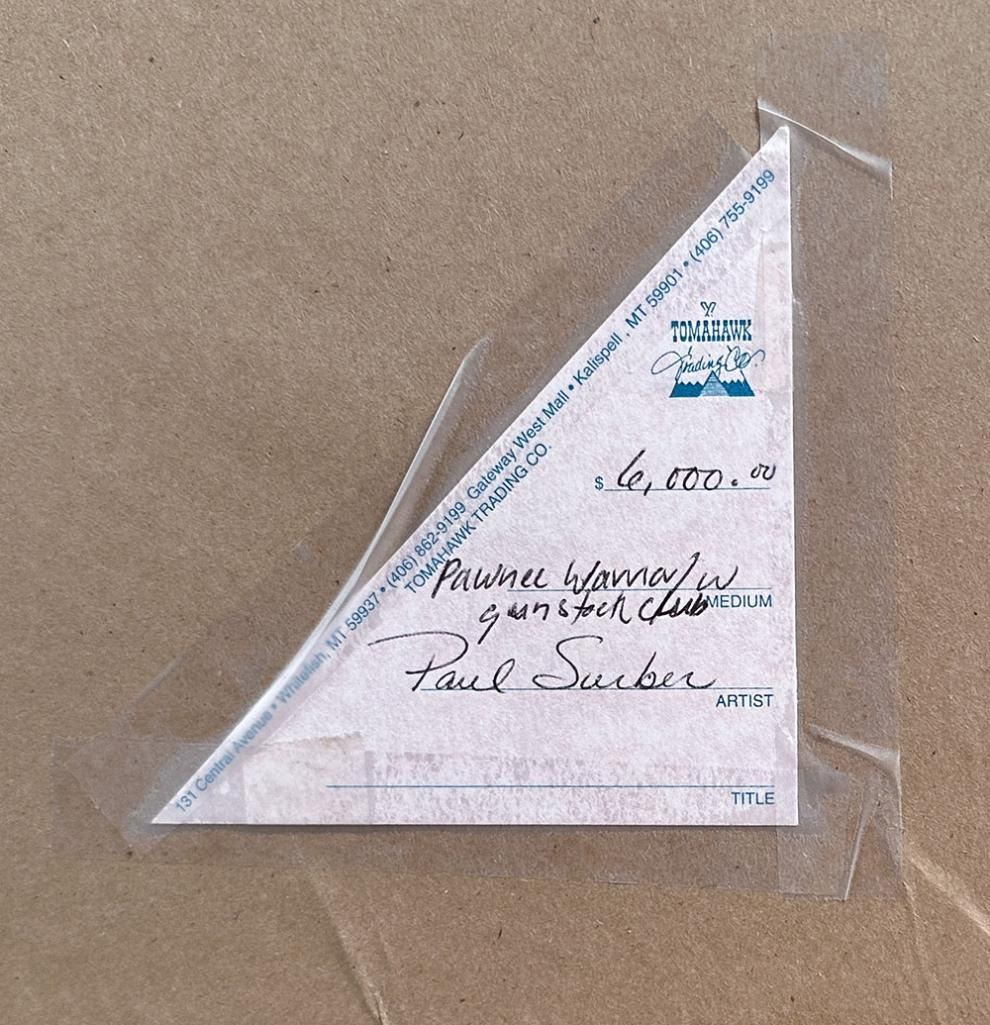 131 Central Avenue • Whitefish, MT 59937 • (406) 862-9199 Gateway West Mall • Kalispell, MT 59901 • (406) 755-9199
TOMAHAWK TRADING CO.
TOMAHAWK
Trading Co.
$ 6,000.00
Pawnee Warrior/w
gunstock club MEDIUM
Paul Surber
ARTIST
TITLE